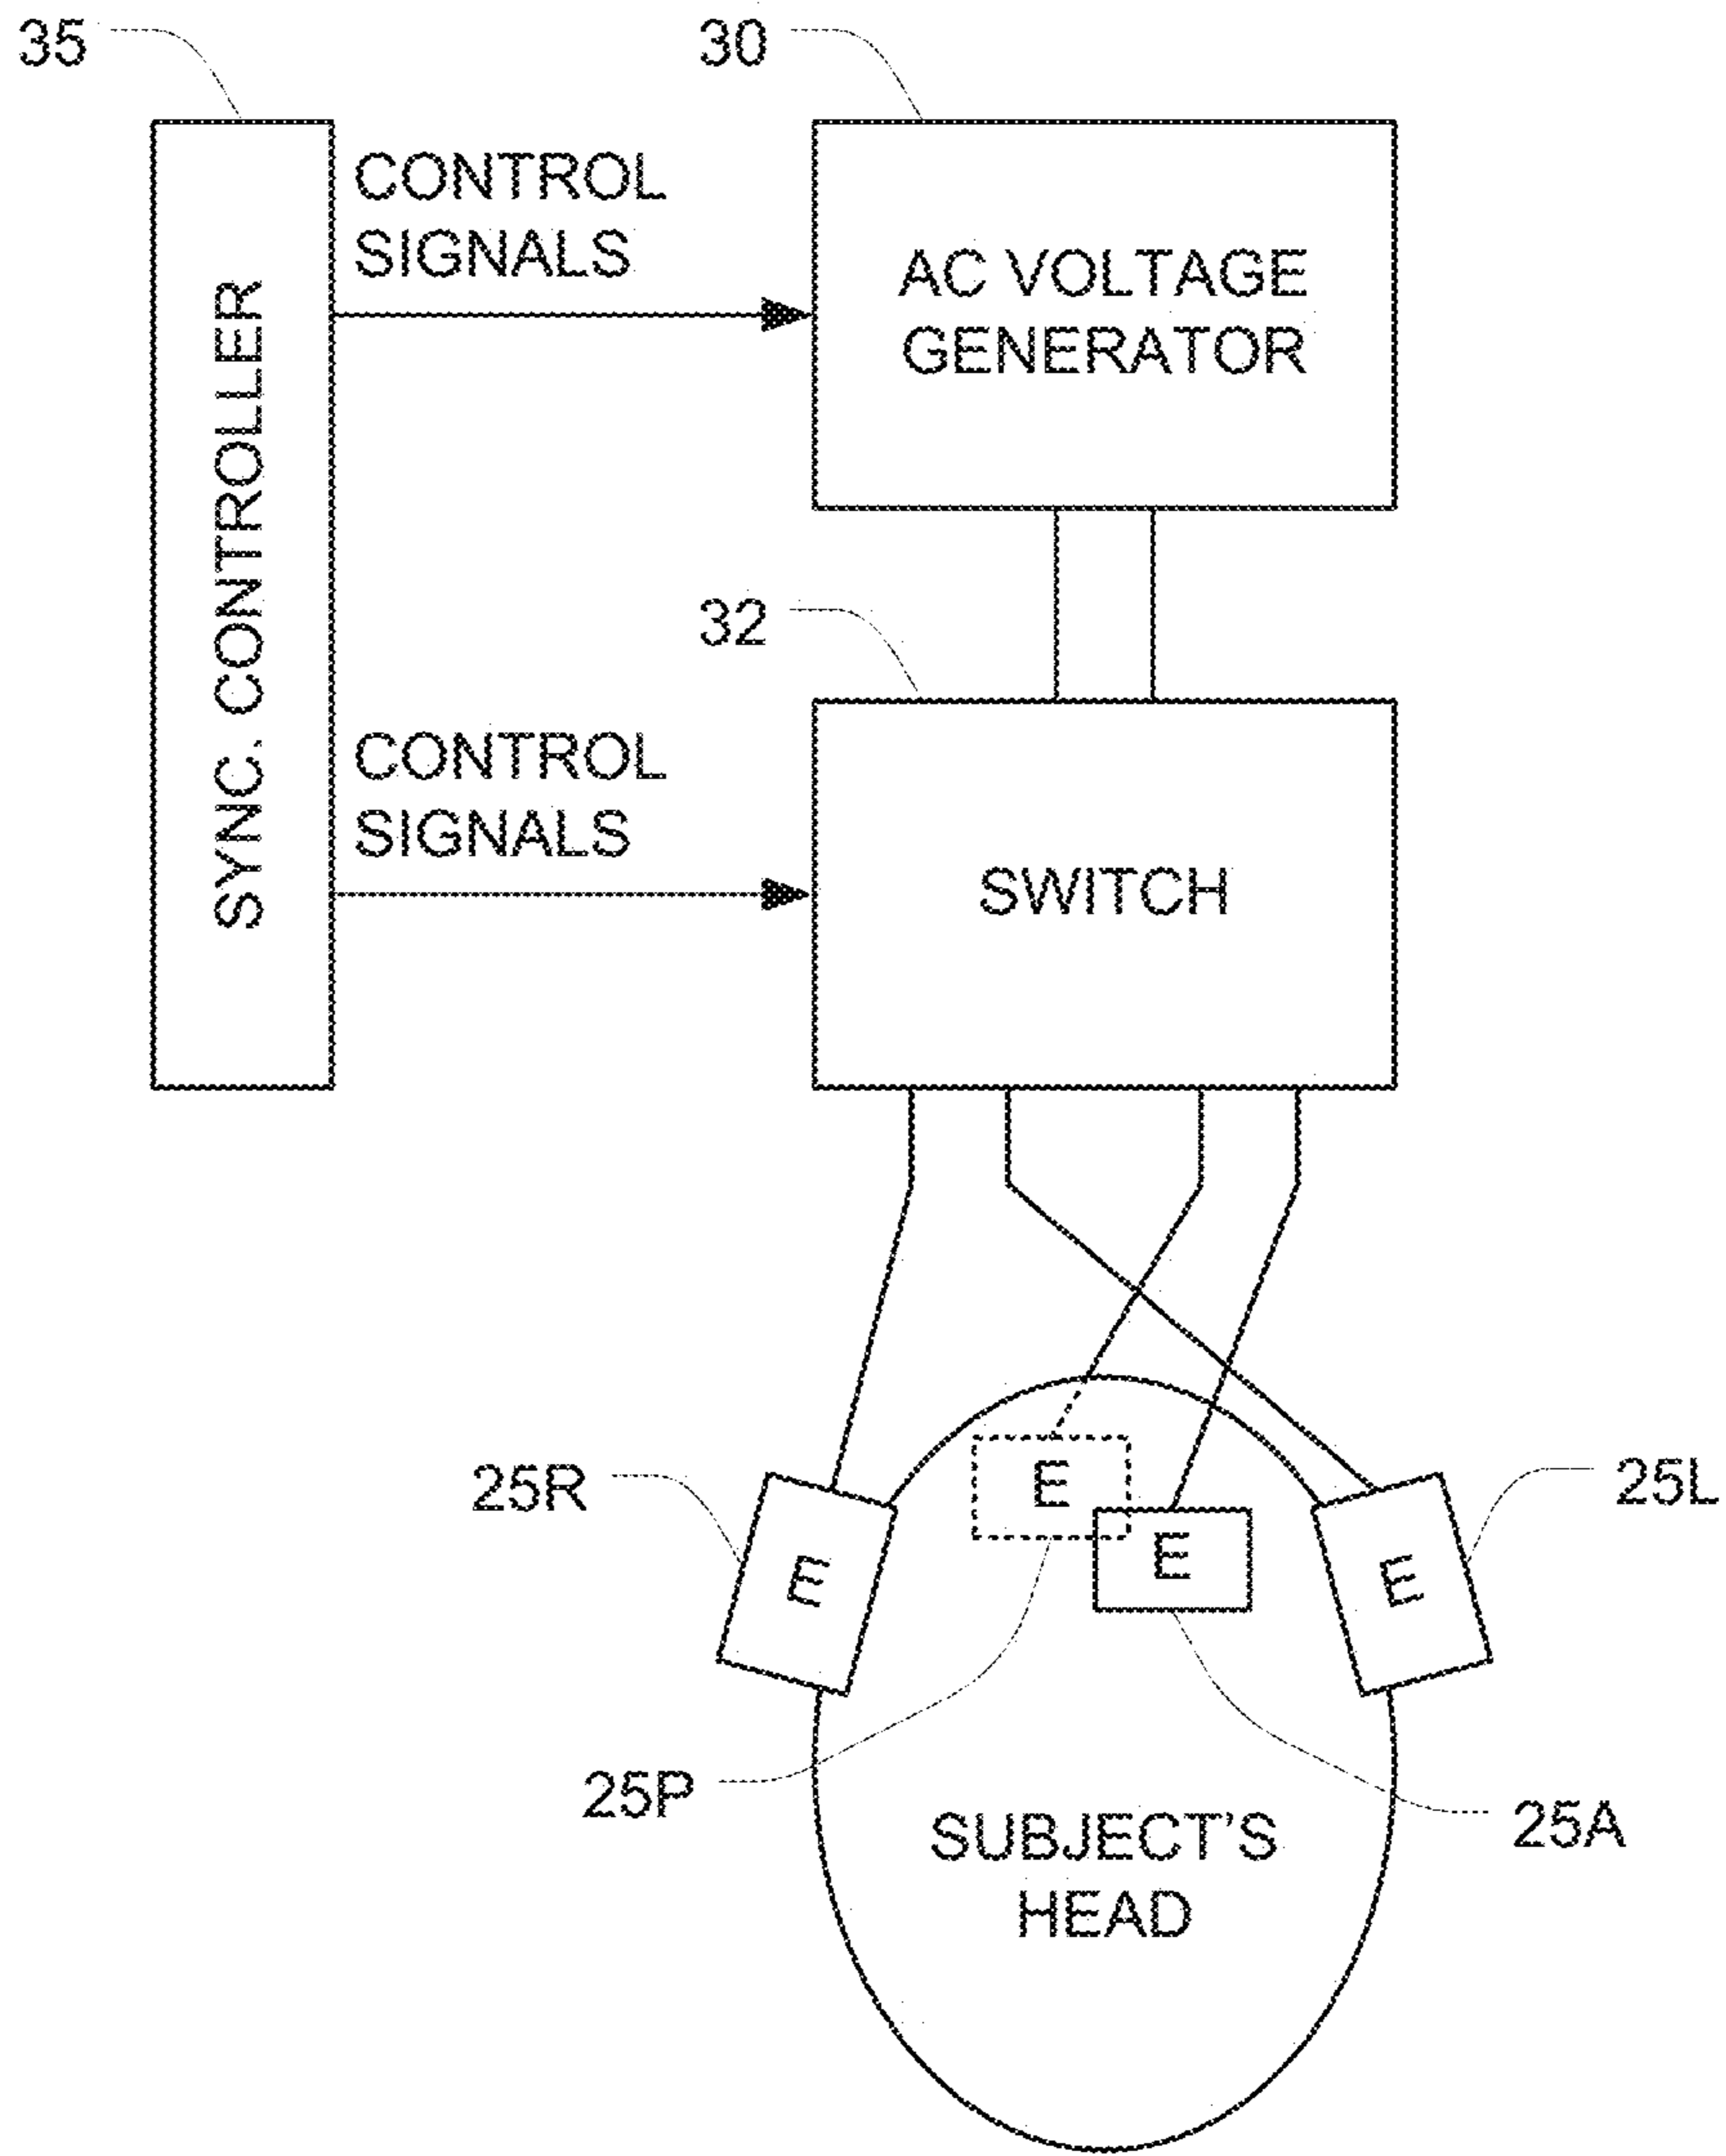 35
30
CONTROL
SIGNALS
AC VOLTAGE
GENERATOR
SYNC. CONTROLLER
32
CONTROL
SIGNALS
SWITCH
25R
E
E
E
E
25L
25P
25A
SUBJECT'S
HEAD